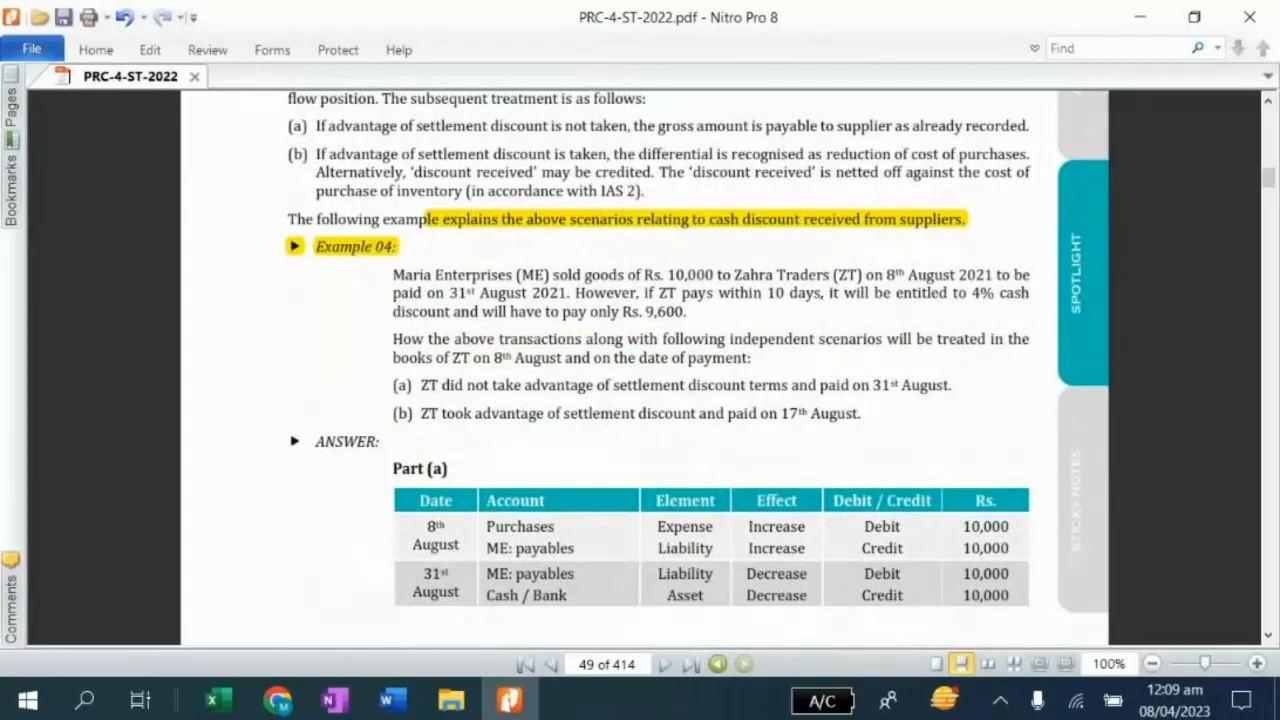 PRC-4-ST-2022.pdf - Nitro Pro 8
File Home Edit Review Forms Protect Help Find
PRC-4-ST-2022
Pages
Bookmarks
Comments
flow position. The subsequent treatment is as follows:
(a) If advantage of settlement discount is not taken, the gross amount is payable to supplier as already recorded.
(b) If advantage of settlement discount is taken, the differential is recognised as reduction of cost of purchases.
Alternatively, 'discount received' may be credited. The 'discount received' is netted off against the cost of
purchase of inventory (in accordance with IAS 2).
The following example explains the above scenarios relating to cash discount received from suppliers.
Example 04:
Maria Enterprises (ME) sold goods of Rs. 10,000 to Zahra Traders (ZT) on 8th August 2021 to be
paid on 31st August 2021. However, if ZT pays within 10 days, it will be entitled to 4% cash
discount and will have to pay only Rs. 9,600.
How the above transactions along with following independent scenarios will be treated in the
books of ZT on 8th August and on the date of payment:
(a) ZT did not take advantage of settlement discount terms and paid on 31st August.
(b) ZT took advantage of settlement discount and paid on 17th August.
ANSWER:
Part (a)
Date Account Element Effect Debit / Credit Rs.
8th August Purchases Expense Increase Debit 10,000
ME: payables Liability Increase Credit 10,000
31st August ME: payables Liability Decrease Debit 10,000
Cash / Bank Asset Decrease Credit 10,000
SPOTLIGHT
STICKY NOTES
49 of 414
100%
A/C
12:09 am
08/04/2023